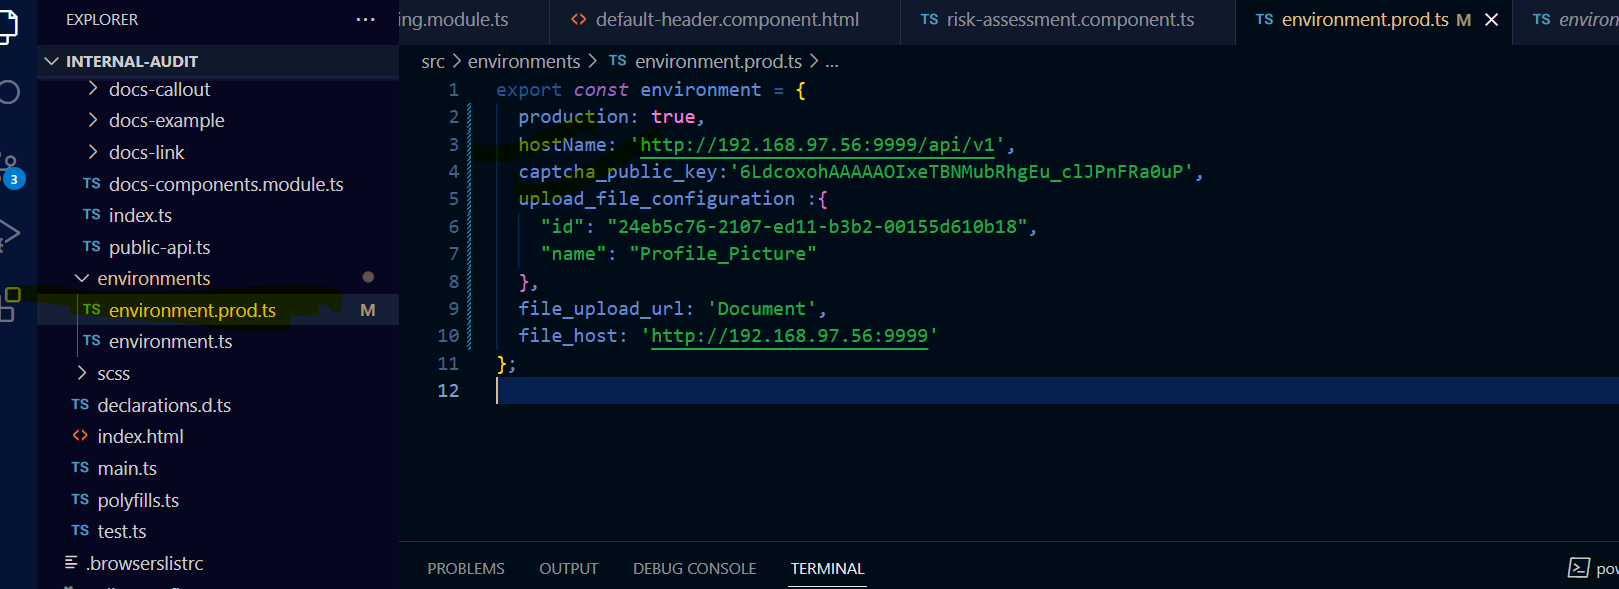 EXPLORER
INTERNAL-AUDIT
docs-callout
docs-example
docs-link
TS docs-components.module.ts
TS index.ts
TS public-api.ts
environments
TS environment.prod.ts M
TS environment.ts
scss
TS declarations.d.ts
<> index.html
TS main.ts
TS polyfills.ts
TS test.ts
.browserslistrc
3
ing.module.ts <> default-header.component.html TS risk-assessment.component.ts TS environment.prod.ts M TS environ
src > environments > TS environment.prod.ts > ...
1 export const environment = {
2 production: true,
3 hostName: 'http://192.168.97.56:9999/api/v1',
4 captcha_public_key:'6LdcoxohAAAAAOIxeTBNMubRhgEu_clJPnFRa0uP',
5 upload_file_configuration :{
6 "id": "24eb5c76-2107-ed11-b3b2-00155d610b18",
7 "name": "Profile_Picture"
8 },
9 file_upload_url: 'Document',
10 file_host: 'http://192.168.97.56:9999'
11 };
12
PROBLEMS OUTPUT DEBUG CONSOLE TERMINAL pow